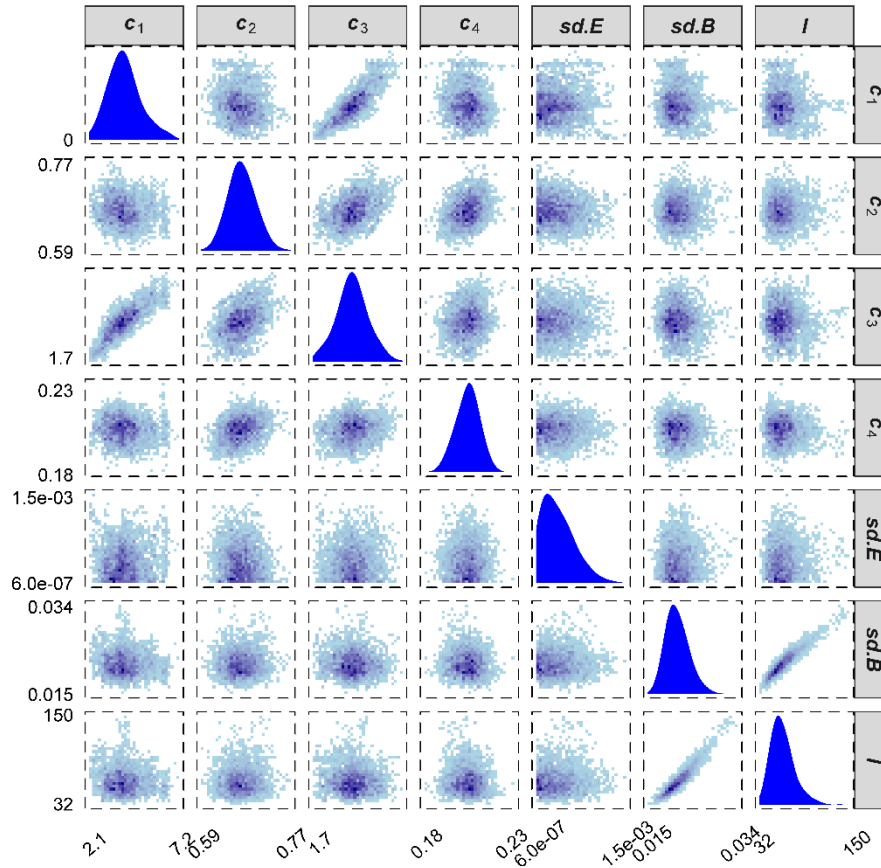 c₁ c₂ c₃ c₄ sd.E sd.B l
0
c₁
0.77
0.59
c₂
1.7
c₃
0.23
0.18
c₄
1.5e-03
6.0e-07
sd.E
0.034
0.015
sd.B
150
32
l
2.1 7.2 0.59 0.77 1.7 0.18 0.23 6.0e-07 1.5e-03 0.015 0.034 32 150